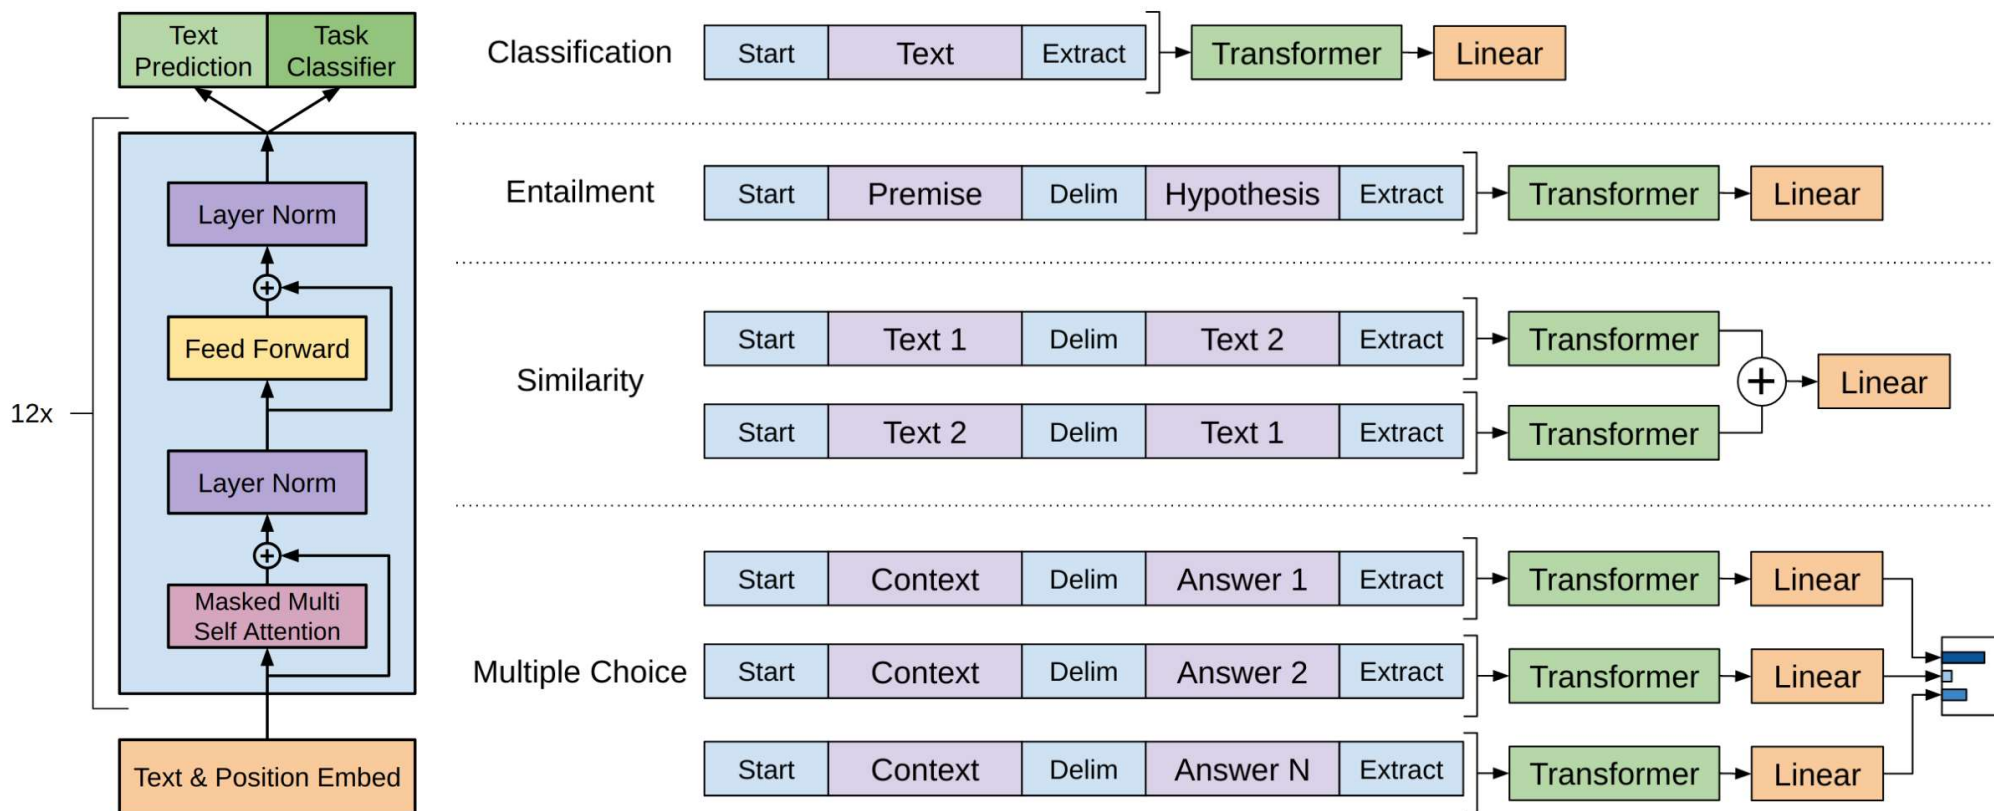 Text
Prediction
Task
Classifier
12x
Layer Norm
+
Feed Forward
Layer Norm
+
Masked Multi
Self Attention
Text & Position Embed
Classification
Start Text Extract Transformer Linear
Entailment
Start Premise Delim Hypothesis Extract Transformer Linear
Similarity
Start Text 1 Delim Text 2 Extract Transformer
+ Linear
Start Text 2 Delim Text 1 Extract Transformer
Multiple Choice
Start Context Delim Answer 1 Extract Transformer Linear
Start Context Delim Answer 2 Extract Transformer Linear
Start Context Delim Answer N Extract Transformer Linear